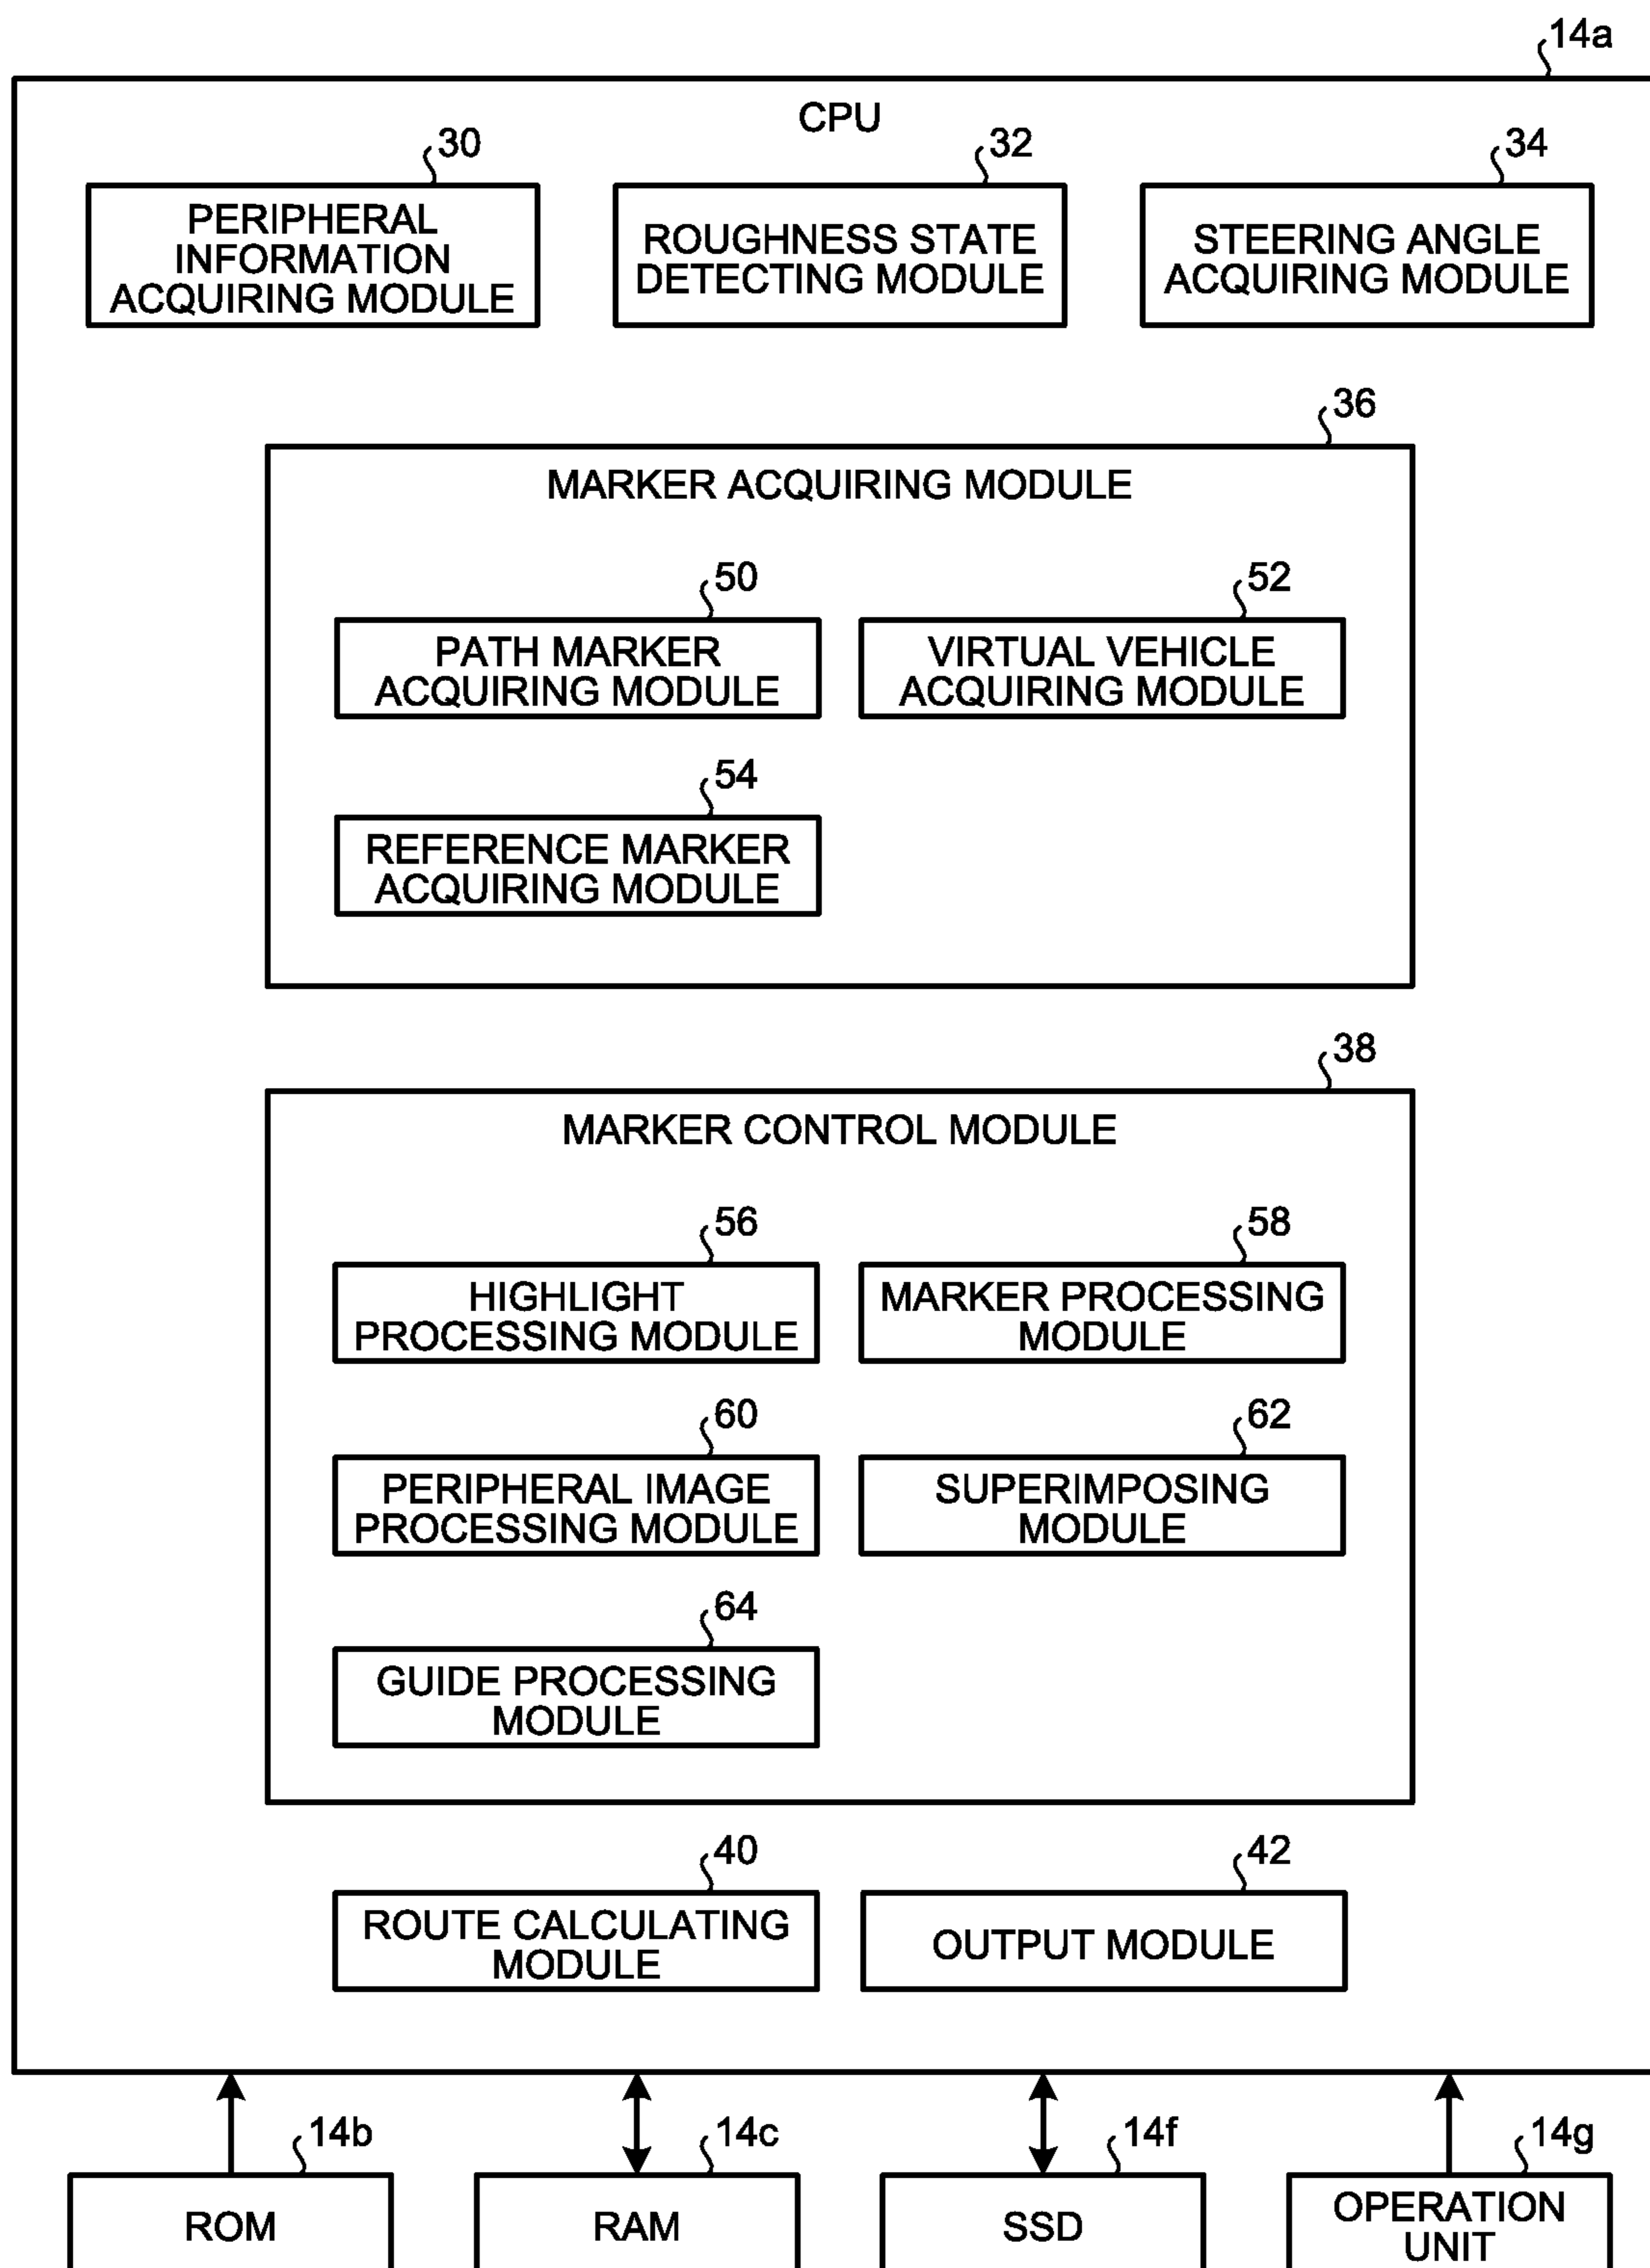 14a
CPU
30
32
34
PERIPHERAL
INFORMATION
ACQUIRING MODULE
ROUGHNESS STATE
DETECTING MODULE
STEERING ANGLE
ACQUIRING MODULE
36
MARKER ACQUIRING MODULE
50
52
PATH MARKER
ACQUIRING MODULE
VIRTUAL VEHICLE
ACQUIRING MODULE
54
REFERENCE MARKER
ACQUIRING MODULE
38
MARKER CONTROL MODULE
56
58
HIGHLIGHT
PROCESSING MODULE
MARKER PROCESSING
MODULE
60
62
PERIPHERAL IMAGE
PROCESSING MODULE
SUPERIMPOSING
MODULE
64
GUIDE PROCESSING
MODULE
40
42
ROUTE CALCULATING
MODULE
OUTPUT MODULE
14b
14c
14f
14g
ROM
RAM
SSD
OPERATION
UNIT